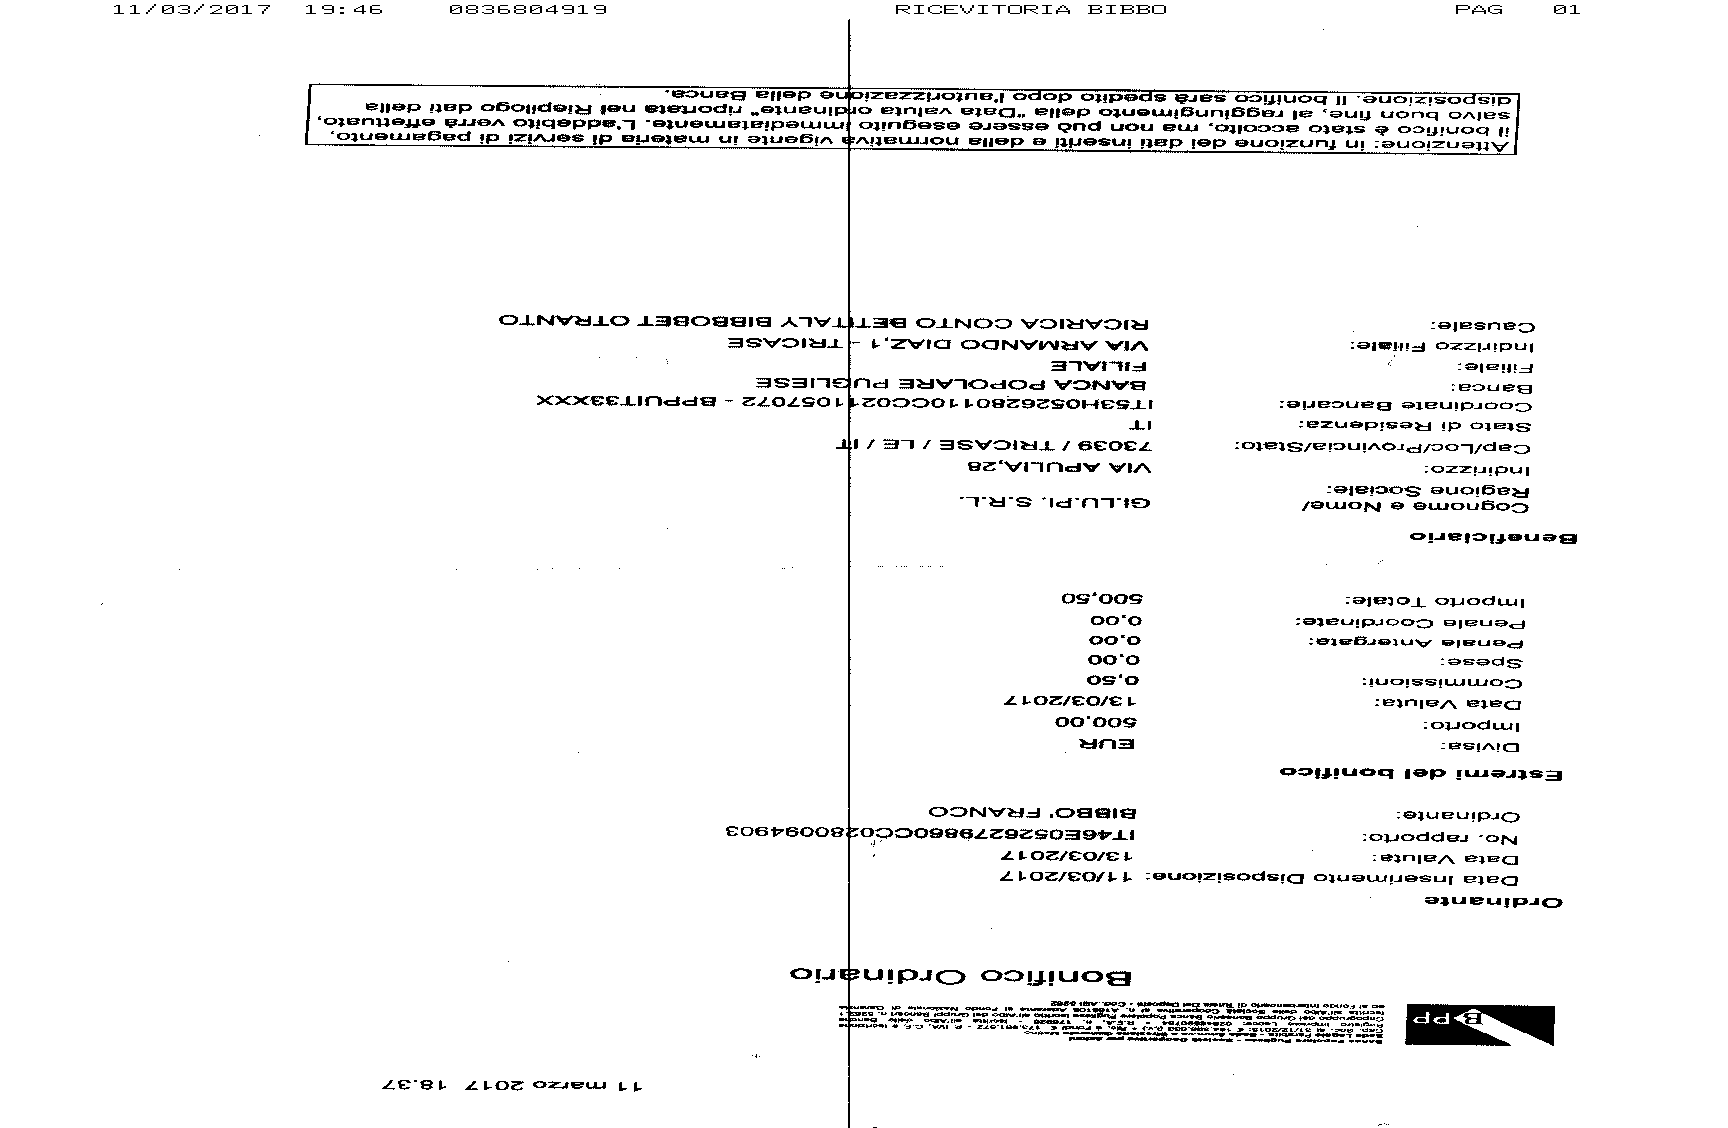 11/03/2017 19:46 0836804919 RICEVITORIA BIBBO PAG 01
11 marzo 2017 18.37
Bpp
Banca Popolare Pugliese - Società Cooperativa per Azioni
Bonifico Ordinario
Ordinante
Data Inserimento Disposizione: 11/03/2017
Data Valuta: 13/03/2017
No. rapporto: IT46E0526279860CC0280094903
Ordinante: BIBBO' FRANCO
Estremi del bonifico
Divisa: EUR
Importo: 500,00
Data Valuta: 13/03/2017
Commissioni: 0,50
Spese: 0,00
Penale Antergate: 0,00
Penale Coordinate: 0,00
Importo Totale: 500,50
Beneficiario
Cognome e Nome/
Ragione Sociale: GI.LU.PI. S.R.L.
Indirizzo: VIA APULIA,28
Cap/Loc/Provincia/Stato: 73039 / TRICASE / LE / IT
Stato di Residenza: IT
Coordinate Bancarie: IT53H0526280110CC0211057072 - BPPUIT33XXX
Banca: BANCA POPOLARE PUGLIESE
Filiale: FILIALE
Indirizzo Filiale: VIA ARMANDO DIAZ,1 - TRICASE
Causale: RICARICA CONTO BETITALY BIBBOBET OTRANTO
Attenzione: in funzione dei dati inseriti e della normativa vigente in materia di servizi di pagamento,
il bonifico è stato accolto, ma non può essere eseguito immediatamente. L'addebito verrà effettuato,
salvo buon fine, al raggiungimento della "Data valuta ordinante" riportata nel Riepilogo dati della
disposizione. Il bonifico sarà spedito dopo l'autorizzazione della Banca.